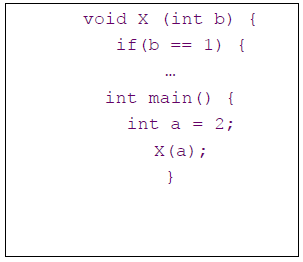 void X (int b) {
if(b == 1) {
…
int main() {
int a = 2;
X(a);
}